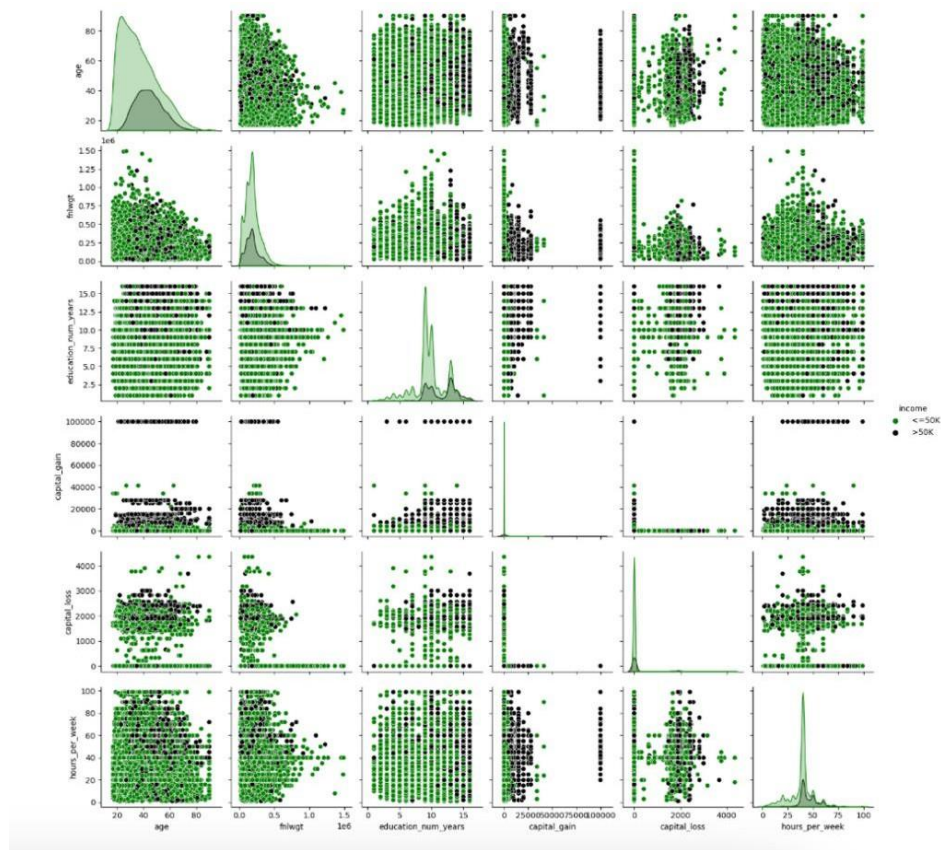 80
60
40
20
age
1e6
1.50
1.25
1.00
0.75
0.50
0.25
0.00
fnlwgt
15.0
12.5
10.0
7.5
5.0
2.5
education_num_years
income
<=50K
>50K
100000
80000
60000
40000
20000
0
capital_gain
4000
3000
2000
1000
0
capital_loss
100
80
60
40
20
0
hours_per_week
20 40 60 80
0.0 0.5 1.0 1.5
1e6
0 5 10 15
0 25000 50000 75000 100000
0 2000 4000
0 25 50 75 100
age fnlwgt education_num_years capital_gain capital_loss hours_per_week